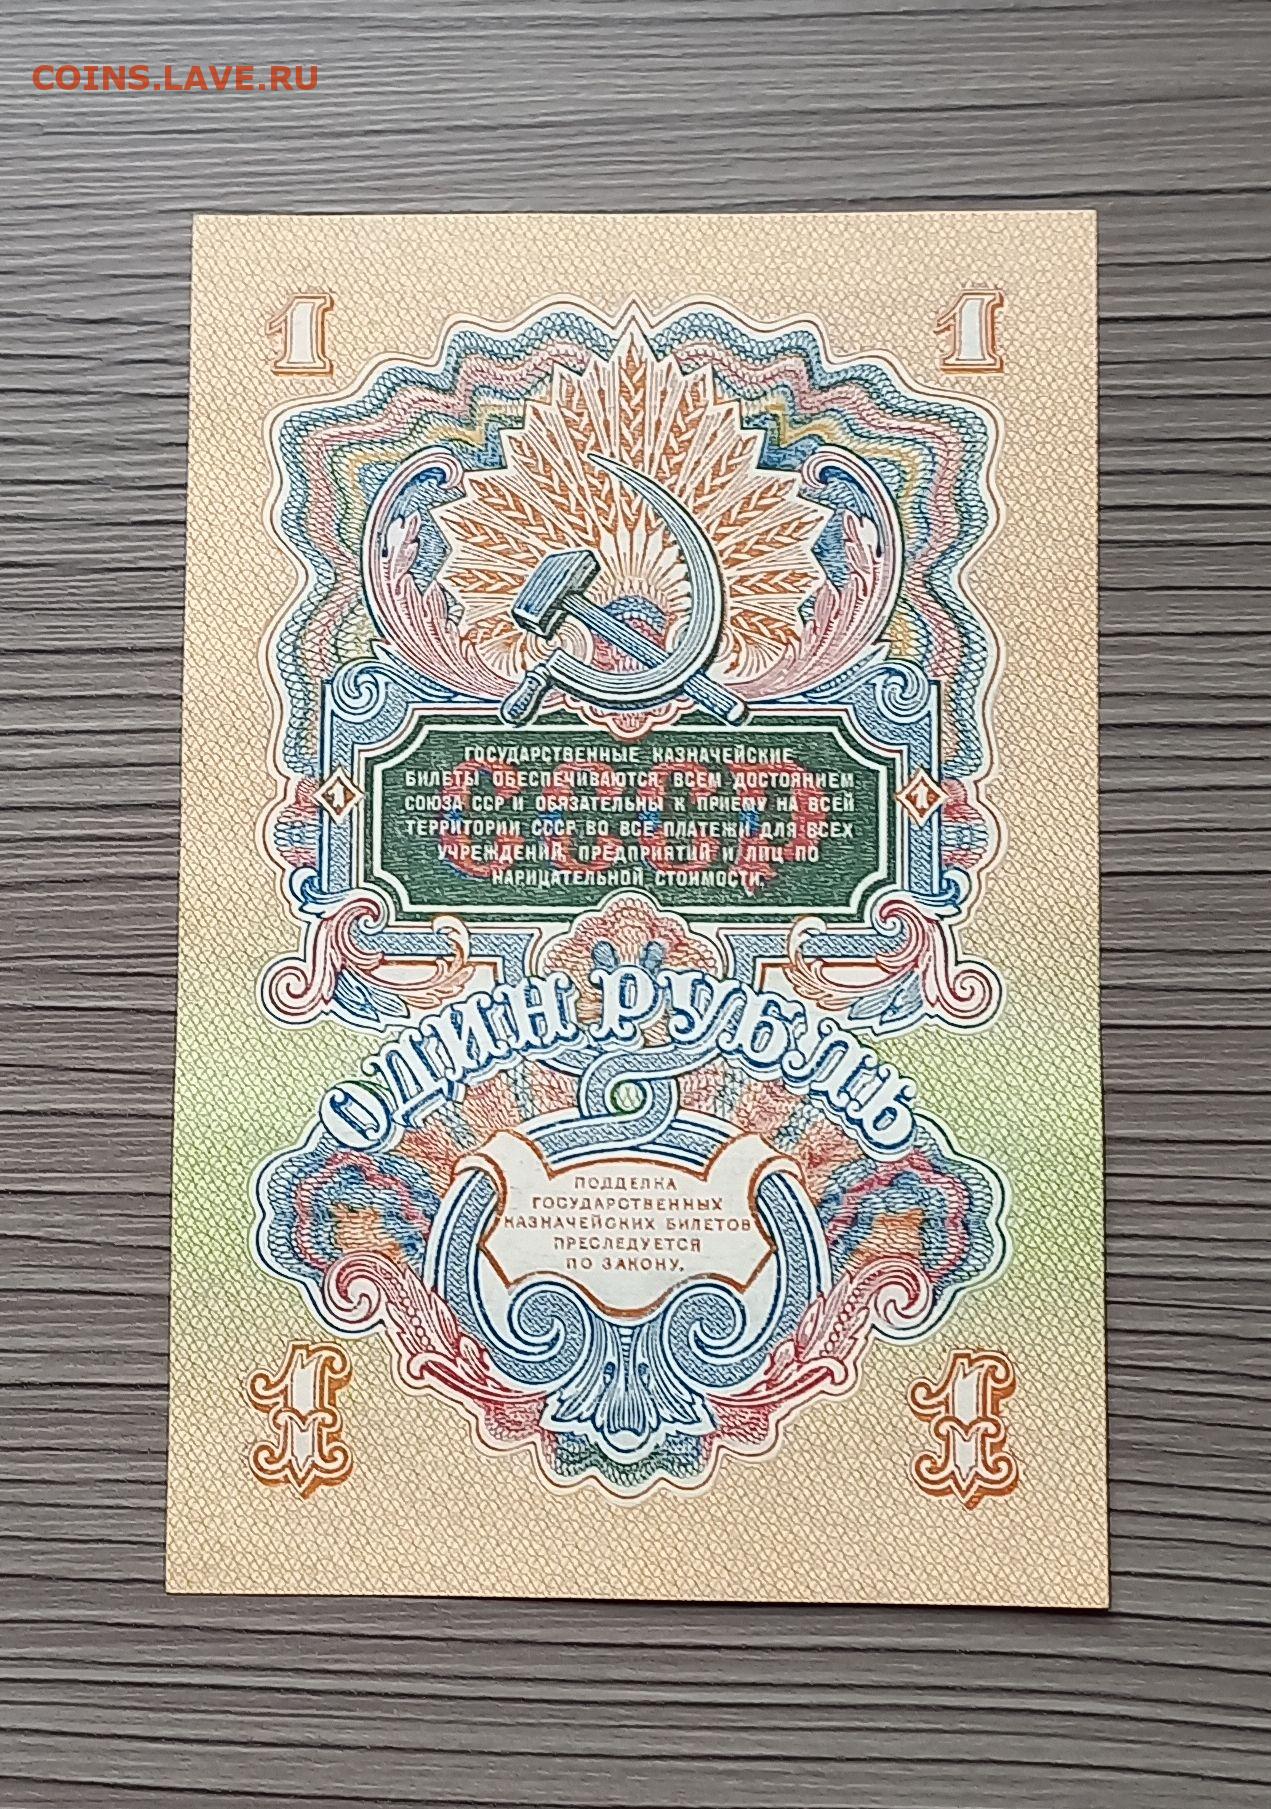 COINS.LAVE.RU
1 1
ГОСУДАРСТВЕННЫЕ КАЗНАЧЕЙСКИЕ
БИЛЕТЫ ОБЕСПЕЧИВАЮТСЯ ВСЕМ ДОСТОЯНИЕМ
СОЮЗА ССР И ОБЯЗАТЕЛЬНЫ К ПРИЕМУ НА ВСЕЙ
ТЕРРИТОРИИ СССР ВО ВСЕ ПЛАТЕЖИ ДЛЯ ВСЕХ
УЧРЕЖДЕНИЙ, ПРЕДПРИЯТИЙ И ЛИЦ ПО
НАРИЦАТЕЛЬНОЙ СТОИМОСТИ.
1 1
СССР
ОДИН РУБЛЬ
ПОДДЕЛКА
ГОСУДАРСТВЕННЫХ
КАЗНАЧЕЙСКИХ БИЛЕТОВ
ПРЕСЛЕДУЕТСЯ
ПО ЗАКОНУ.
1 1